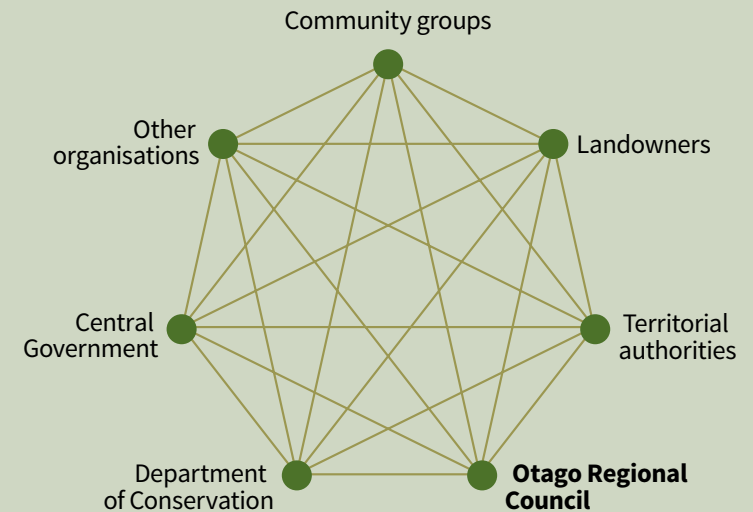 Community groups
Other
organisations
Landowners
Central
Government
Territorial
authorities
Department
of Conservation
Otago Regional
Council